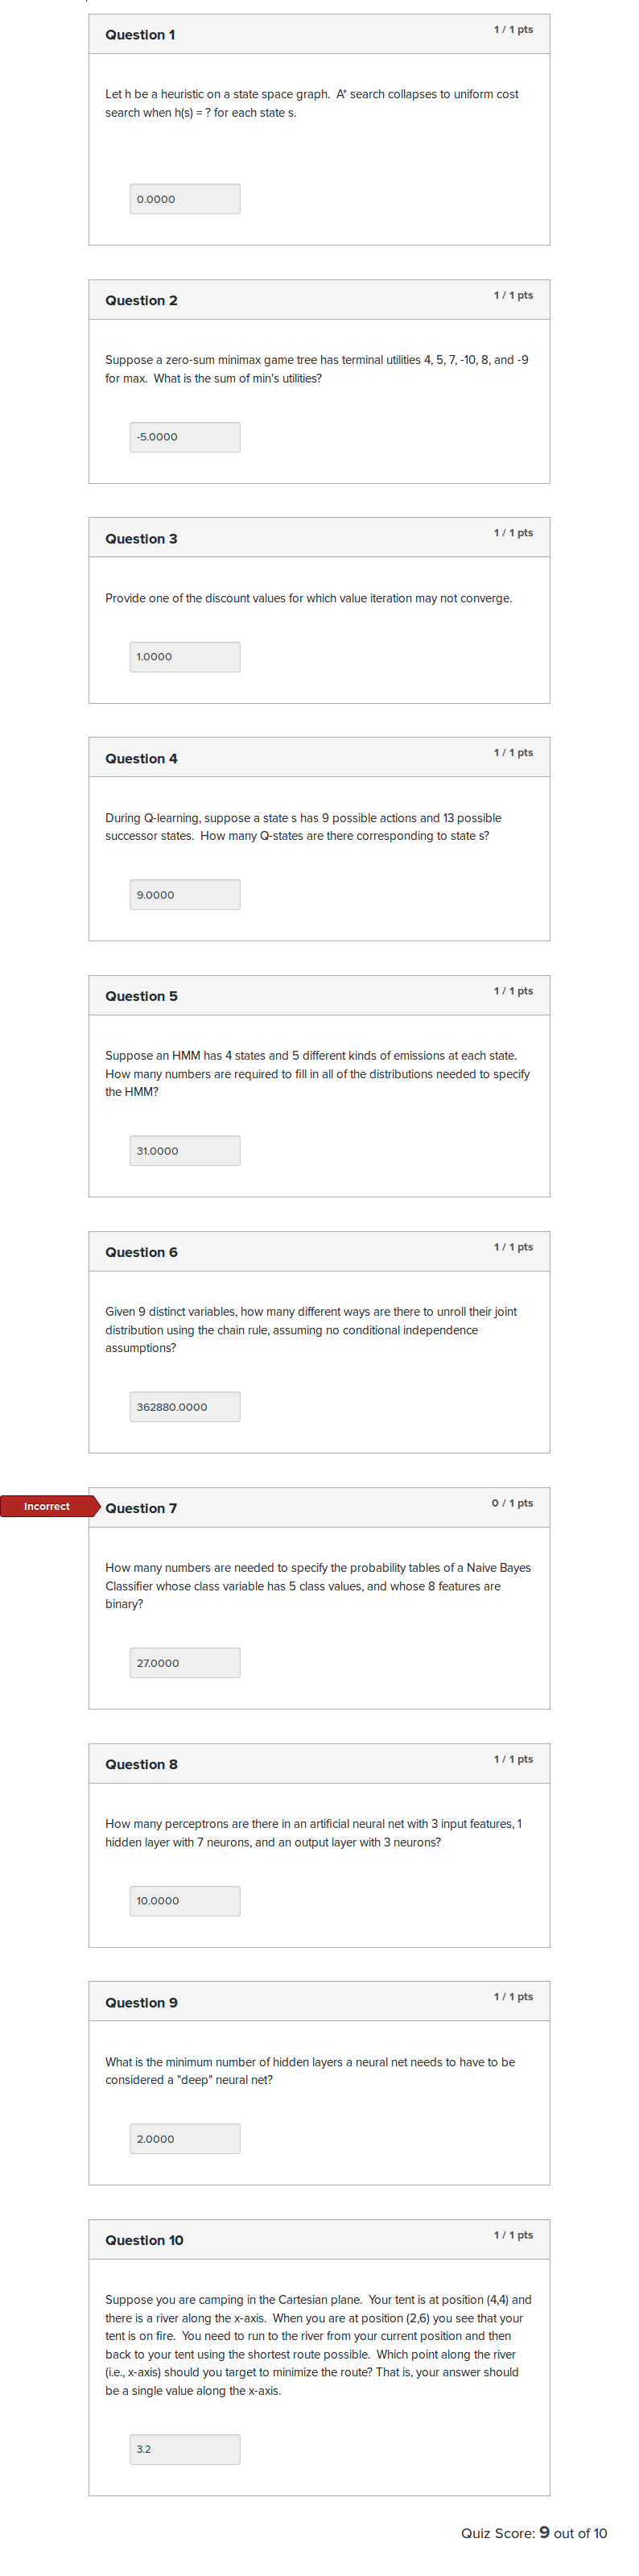 Question 1
1 / 1 pts
Let h be a heuristic on a state space graph. A* search collapses to uniform cost
search when h(s) = ? for each state s.
0.0000
Question 2
1 / 1 pts
Suppose a zero-sum minimax game tree has terminal utilities 4, 5, 7, -10, 8, and -9
for max. What is the sum of min's utilities?
-5.0000
Question 3
1 / 1 pts
Provide one of the discount values for which value iteration may not converge.
1.0000
Question 4
1 / 1 pts
During Q-learning, suppose a state s has 9 possible actions and 13 possible
successor states. How many Q-states are there corresponding to state s?
9.0000
Question 5
1 / 1 pts
Suppose an HMM has 4 states and 5 different kinds of emissions at each state.
How many numbers are required to fill in all of the distributions needed to specify
the HMM?
31.0000
Question 6
1 / 1 pts
Given 9 distinct variables, how many different ways are there to unroll their joint
distribution using the chain rule, assuming no conditional independence
assumptions?
362880.0000
Incorrect
Question 7
0 / 1 pts
How many numbers are needed to specify the probability tables of a Naive Bayes
Classifier whose class variable has 5 class values, and whose 8 features are
binary?
27.0000
Question 8
1 / 1 pts
How many perceptrons are there in an artificial neural net with 3 input features, 1
hidden layer with 7 neurons, and an output layer with 3 neurons?
10.0000
Question 9
1 / 1 pts
What is the minimum number of hidden layers a neural net needs to have to be
considered a "deep" neural net?
2.0000
Question 10
1 / 1 pts
Suppose you are camping in the Cartesian plane. Your tent is at position (4,4) and
there is a river along the x-axis. When you are at position (2,6) you see that your
tent is on fire. You need to run to the river from your current position and then
back to your tent using the shortest route possible. Which point along the river
(i.e., x-axis) should you target to minimize the route? That is, your answer should
be a single value along the x-axis.
3.2
Quiz Score: 9 out of 10